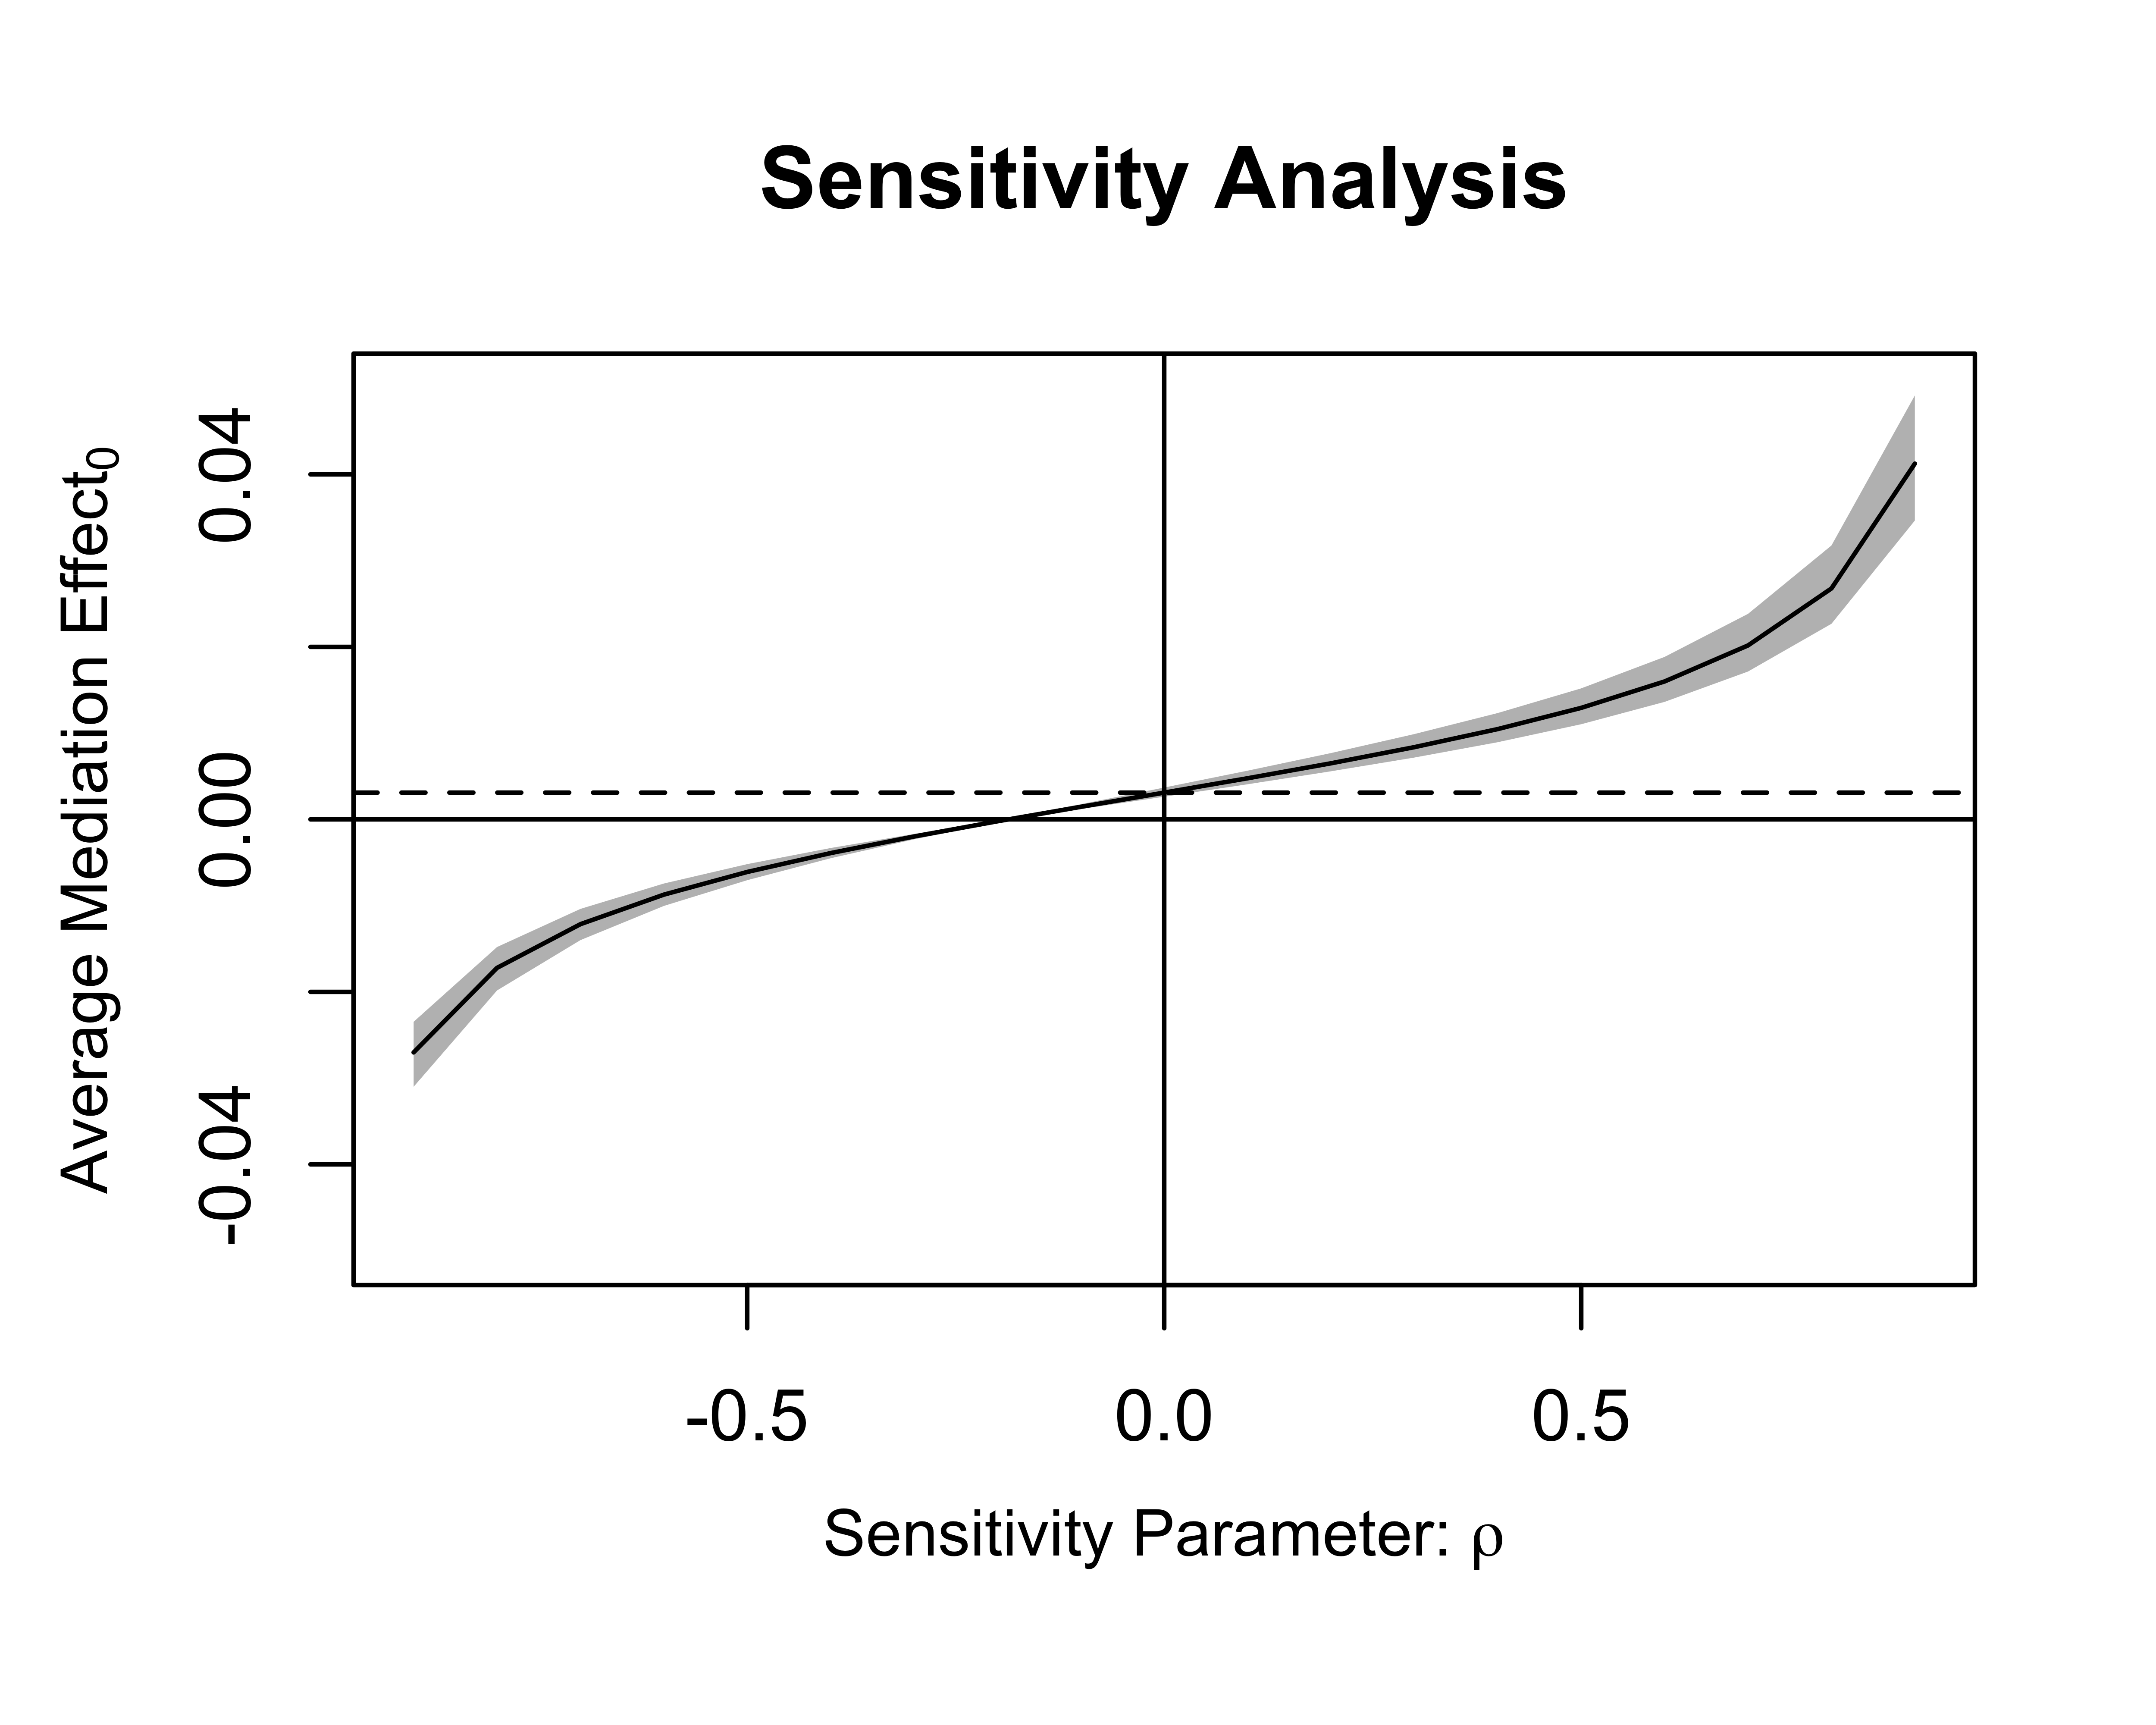 Sensitivity Analysis
Average Mediation Effect₀
0.04
0.00
-0.04
-0.5 0.0 0.5
Sensitivity Parameter: ρ